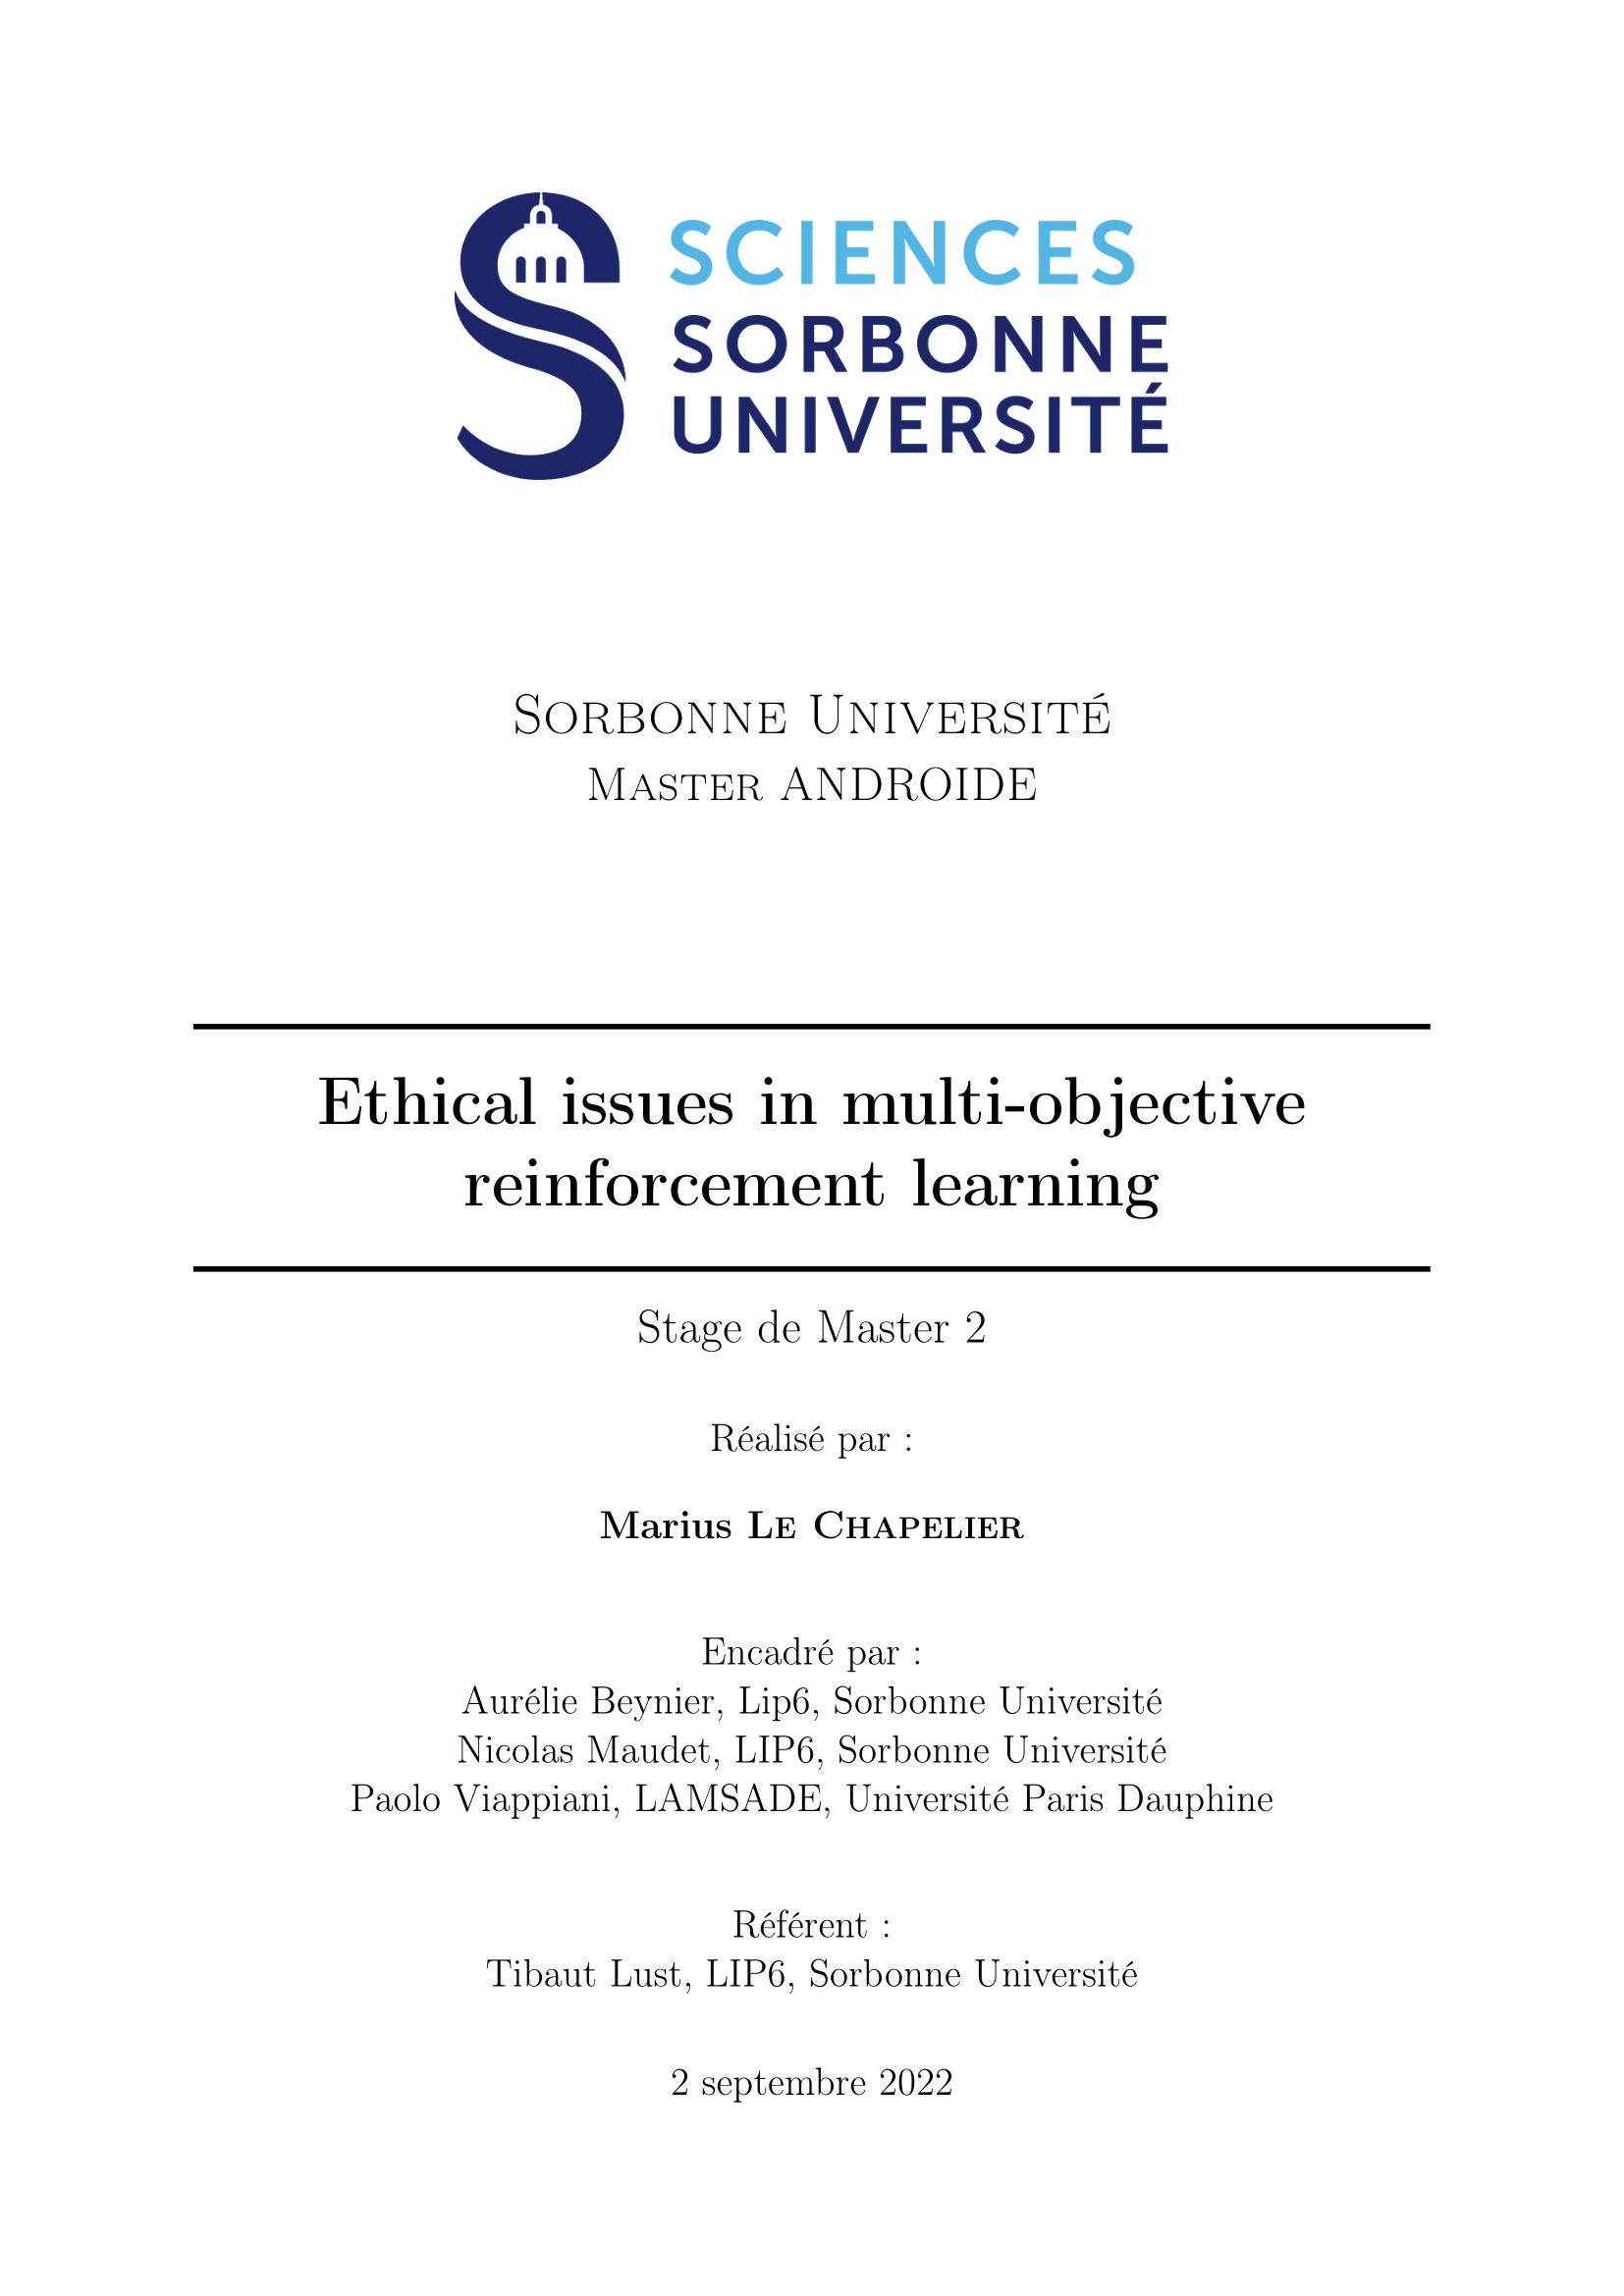 SCIENCES
SORBONNE
UNIVERSITÉ
Sorbonne Université
Master ANDROIDE
Ethical issues in multi-objective
reinforcement learning
Stage de Master 2
Réalisé par :
Marius Le Chapelier
Encadré par :
Aurélie Beynier, Lip6, Sorbonne Université
Nicolas Maudet, LIP6, Sorbonne Université
Paolo Viappiani, LAMSADE, Université Paris Dauphine
Référent :
Tibaut Lust, LIP6, Sorbonne Université
2 septembre 2022